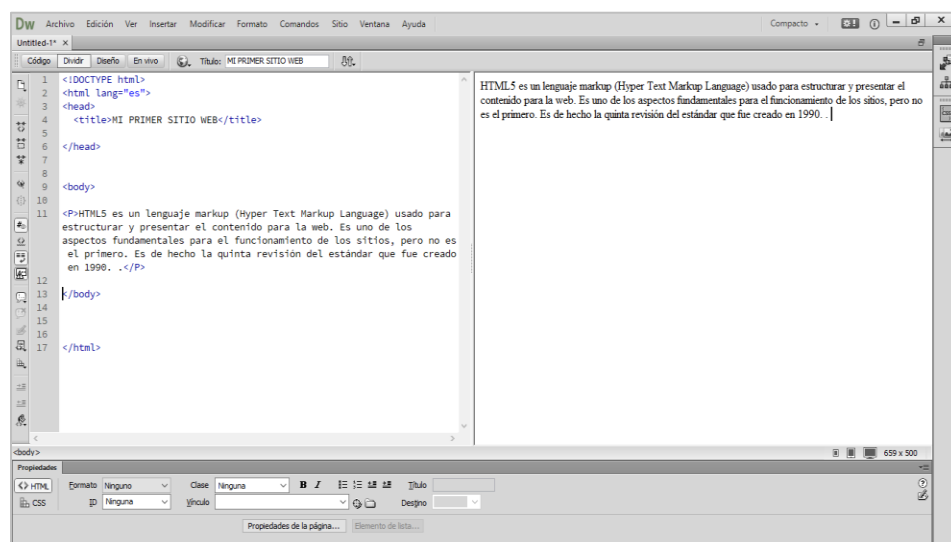 Dw Archivo Edición Ver Insertar Modificar Formato Comandos Sitio Ventana Ayuda Compacto
Untitled-1* ×
Código Dividir Diseño En vivo Título: MI PRIMER SITIO WEB
1 <!DOCTYPE html>
2 <html lang="es">
3 <head>
4 <title>MI PRIMER SITIO WEB</title>
5
6 </head>
7
8
9 <body>
10
11 <P>HTML5 es un lenguaje markup (Hyper Text Markup Language) usado para
estructurar y presentar el contenido para la web. Es uno de los
aspectos fundamentales para el funcionamiento de los sitios, pero no es
el primero. Es de hecho la quinta revisión del estándar que fue creado
en 1990. .</P>
12
13 </body>
14
15
16
17 </html>
HTML5 es un lenguaje markup (Hyper Text Markup Language) usado para estructurar y presentar el
contenido para la web. Es uno de los aspectos fundamentales para el funcionamiento de los sitios, pero no
es el primero. Es de hecho la quinta revisión del estándar que fue creado en 1990. .
<body> 659 x 500
Propiedades
<> HTML Formato Ninguno Clase Ninguna B I Título
CSS ID Ninguna Vínculo Destino
Propiedades de la página... Elemento de lista...